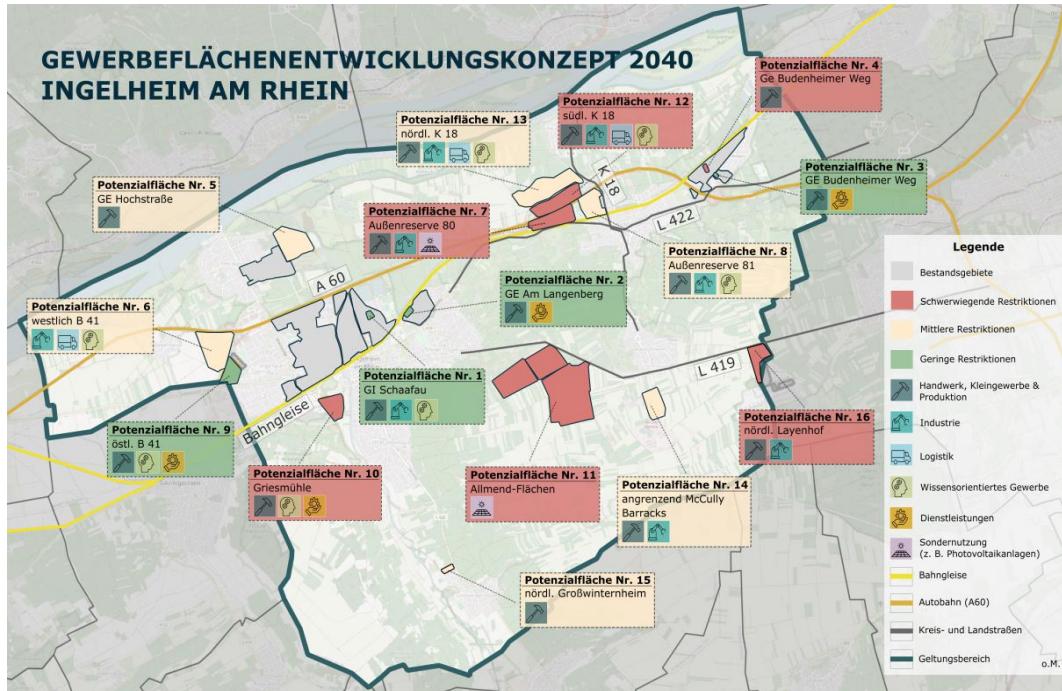 GEWERBEFLÄCHENENTWICKLUNGSKONZEPT 2040
INGELHEIM AM RHEIN
Potenzialfläche Nr. 4
Ge Budenheimer Weg
Potenzialfläche Nr. 12
südl. K 18
Potenzialfläche Nr. 13
nördl. K 18
Potenzialfläche Nr. 3
GE Budenheimer Weg
Potenzialfläche Nr. 5
GE Hochstraße
Potenzialfläche Nr. 7
Außenreserve 80
K 18
L 422
Potenzialfläche Nr. 8
Außenreserve 81
A 60
Potenzialfläche Nr. 2
GE Am Langenberg
Potenzialfläche Nr. 6
westlich B 41
Potenzialfläche Nr. 1
GI Schaafau
L 419
Bahngleise
Potenzialfläche Nr. 9
östl. B 41
Potenzialfläche Nr. 16
nördl. Layenhof
Potenzialfläche Nr. 10
Griesmühle
Potenzialfläche Nr. 11
Allmend-Flächen
Potenzialfläche Nr. 14
angrenzend McCully
Barracks
Potenzialfläche Nr. 15
nördl. Großwinternheim
Legende
Bestandsgebiete
Schwerwiegende Restriktionen
Mittlere Restriktionen
Geringe Restriktionen
Handwerk, Kleingewerbe &
Produktion
Industrie
Logistik
Wissensorientiertes Gewerbe
Dienstleistungen
Sondernutzung
(z. B. Photovoltaikanlagen)
Bahngleise
Autobahn (A60)
Kreis- und Landstraßen
Geltungsbereich
o.M.